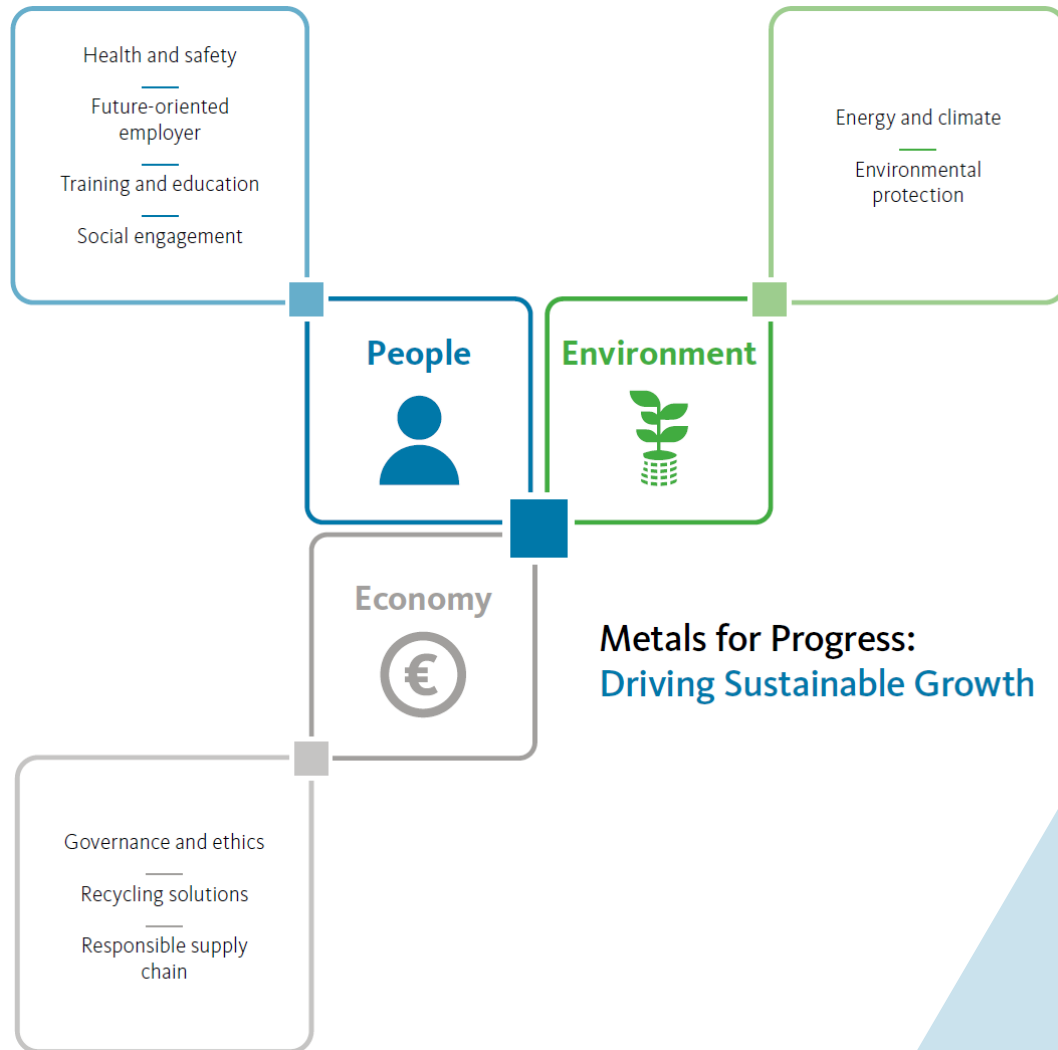 Health and safety
Future-oriented
employer
Training and education
Social engagement
Energy and climate
Environmental
protection
People
Environment
Economy
€
Metals for Progress:
Driving Sustainable Growth
Governance and ethics
Recycling solutions
Responsible supply
chain